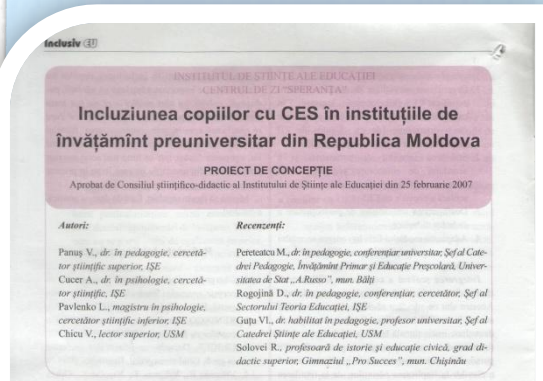 Inclusiv EU
INSTITUTUL DE ȘTIINȚE ALE EDUCAȚIEI
CENTRUL DE ZI "SPERANȚA"
Incluziunea copiilor cu CES în instituțiile de
învățămînt preuniversitar din Republica Moldova
PROIECT DE CONCEPȚIE
Aprobat de Consiliul științifico-didactic al Institutului de Științe ale Educației din 25 februarie 2007
Autori:
Panuș V., dr. în pedagogie, cercetă-
tor științific superior, IȘE
Cucer A., dr. în psihologie, cercetă-
tor științific, IȘE
Pavlenko L., magistru în psihologie,
cercetător științific inferior, IȘE
Chicu V., lector superior, USM
Recenzenți:
Pereteatcu M., dr. în pedagogie, conferențiar universitar, Șef al Cate-
drei Pedagogie, Învățămînt Primar și Educație Preșcolară, Univer-
sitatea de Stat „A.Russo", mun. Bălți
Rogojină D., dr. în pedagogie, conferențiar, cercetător, Șef al
Sectorului Teoria Educației, IȘE
Guțu Vl., dr. habilitat în pedagogie, profesor universitar, Șef al
Catedrei Științe ale Educației, USM
Solovei R., profesoară de istorie și educație civică, grad di-
dactic superior, Gimnaziul „Pro Succes", mun. Chișinău